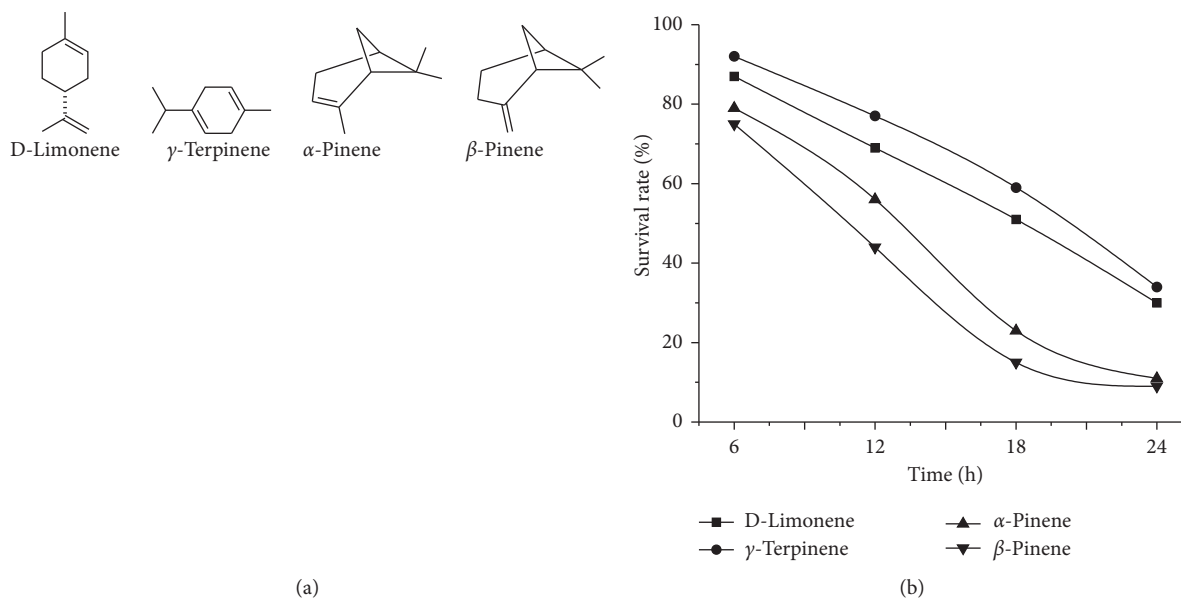 D-Limonene
γ-Terpinene
α-Pinene
β-Pinene
(a)
100
80
60
40
20
0
Survival rate (%)
6
12
18
24
Time (h)
D-Limonene
γ-Terpinene
α-Pinene
β-Pinene
(b)